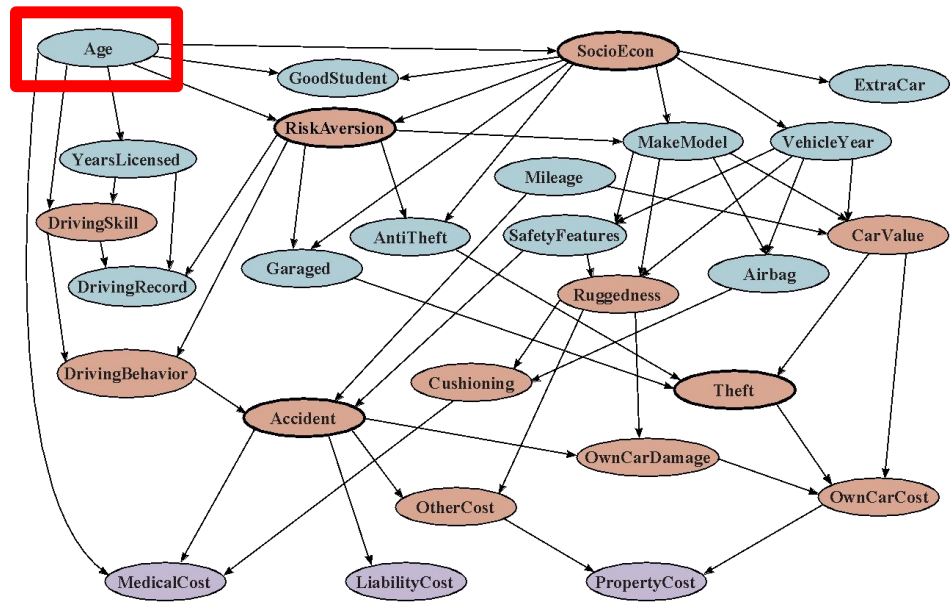 Age
SocioEcon
GoodStudent
ExtraCar
RiskAversion
MakeModel
VehicleYear
YearsLicensed
Mileage
DrivingSkill
AntiTheft
SafetyFeatures
CarValue
Garaged
Airbag
DrivingRecord
Ruggedness
DrivingBehavior
Cushioning
Theft
Accident
OwnCarDamage
OtherCost
OwnCarCost
MedicalCost
LiabilityCost
PropertyCost